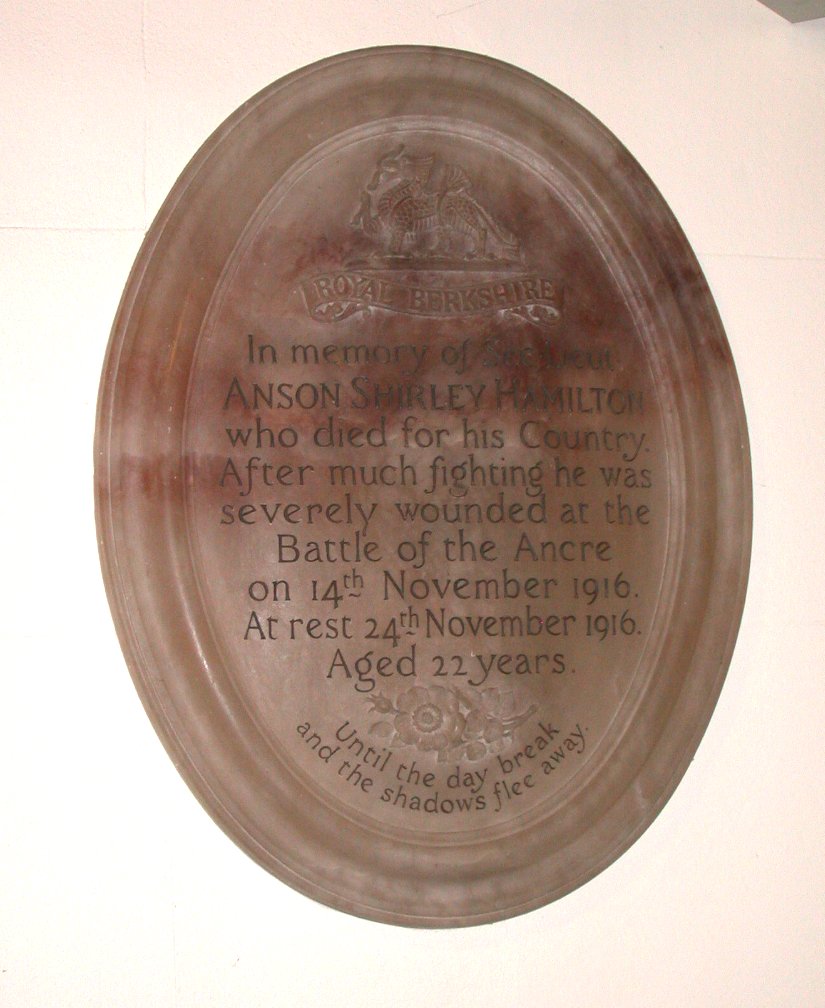 ROYAL BERKSHIRE
In memory of Sec Lieut
ANSON SHIRLEY HAMILTON
who died for his Country.
After much fighting he was
severely wounded at the
Battle of the Ancre
on 14th November 1916.
At rest 24th November 1916.
Aged 22 years.
Until the day break
and the shadows flee away.